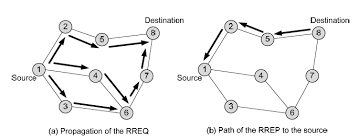 Destination
2
5
8
1
4
7
Source
3
6
(a) Propagation of the RREQ
Destination
2
5
8
1
4
7
Source
3
6
(b) Path of the RREP to the source